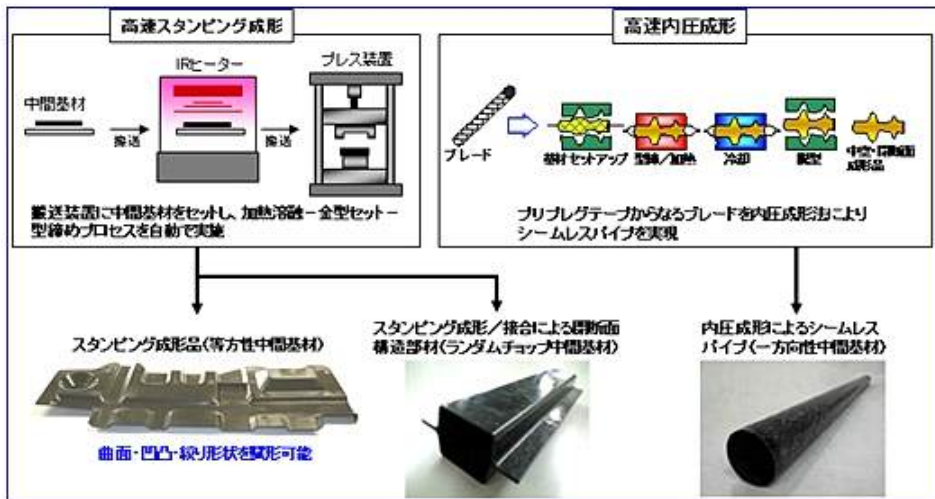 高速スタンピング成形
IRヒーター
プレス装置
中間基材
搬送
搬送
搬送装置に中間基材をセットし、加熱溶融－金型セット－
型締めプロセスを自動で実施
高速内圧成形
ブレード
基材セットアップ
型締/加熱
冷却
脱型
中空・閉断面
成形品
プリプレグテープからなるブレードを内圧成形法により
シームレスパイプを実現
スタンピング成形品(等方性中間基材)
曲面・凹凸・絞り形状を賦形可能
スタンピング成形／接合による閉断面
構造部材(ランダムチョップ中間基材)
内圧成形によるシームレス
パイプ(一方向性中間基材)